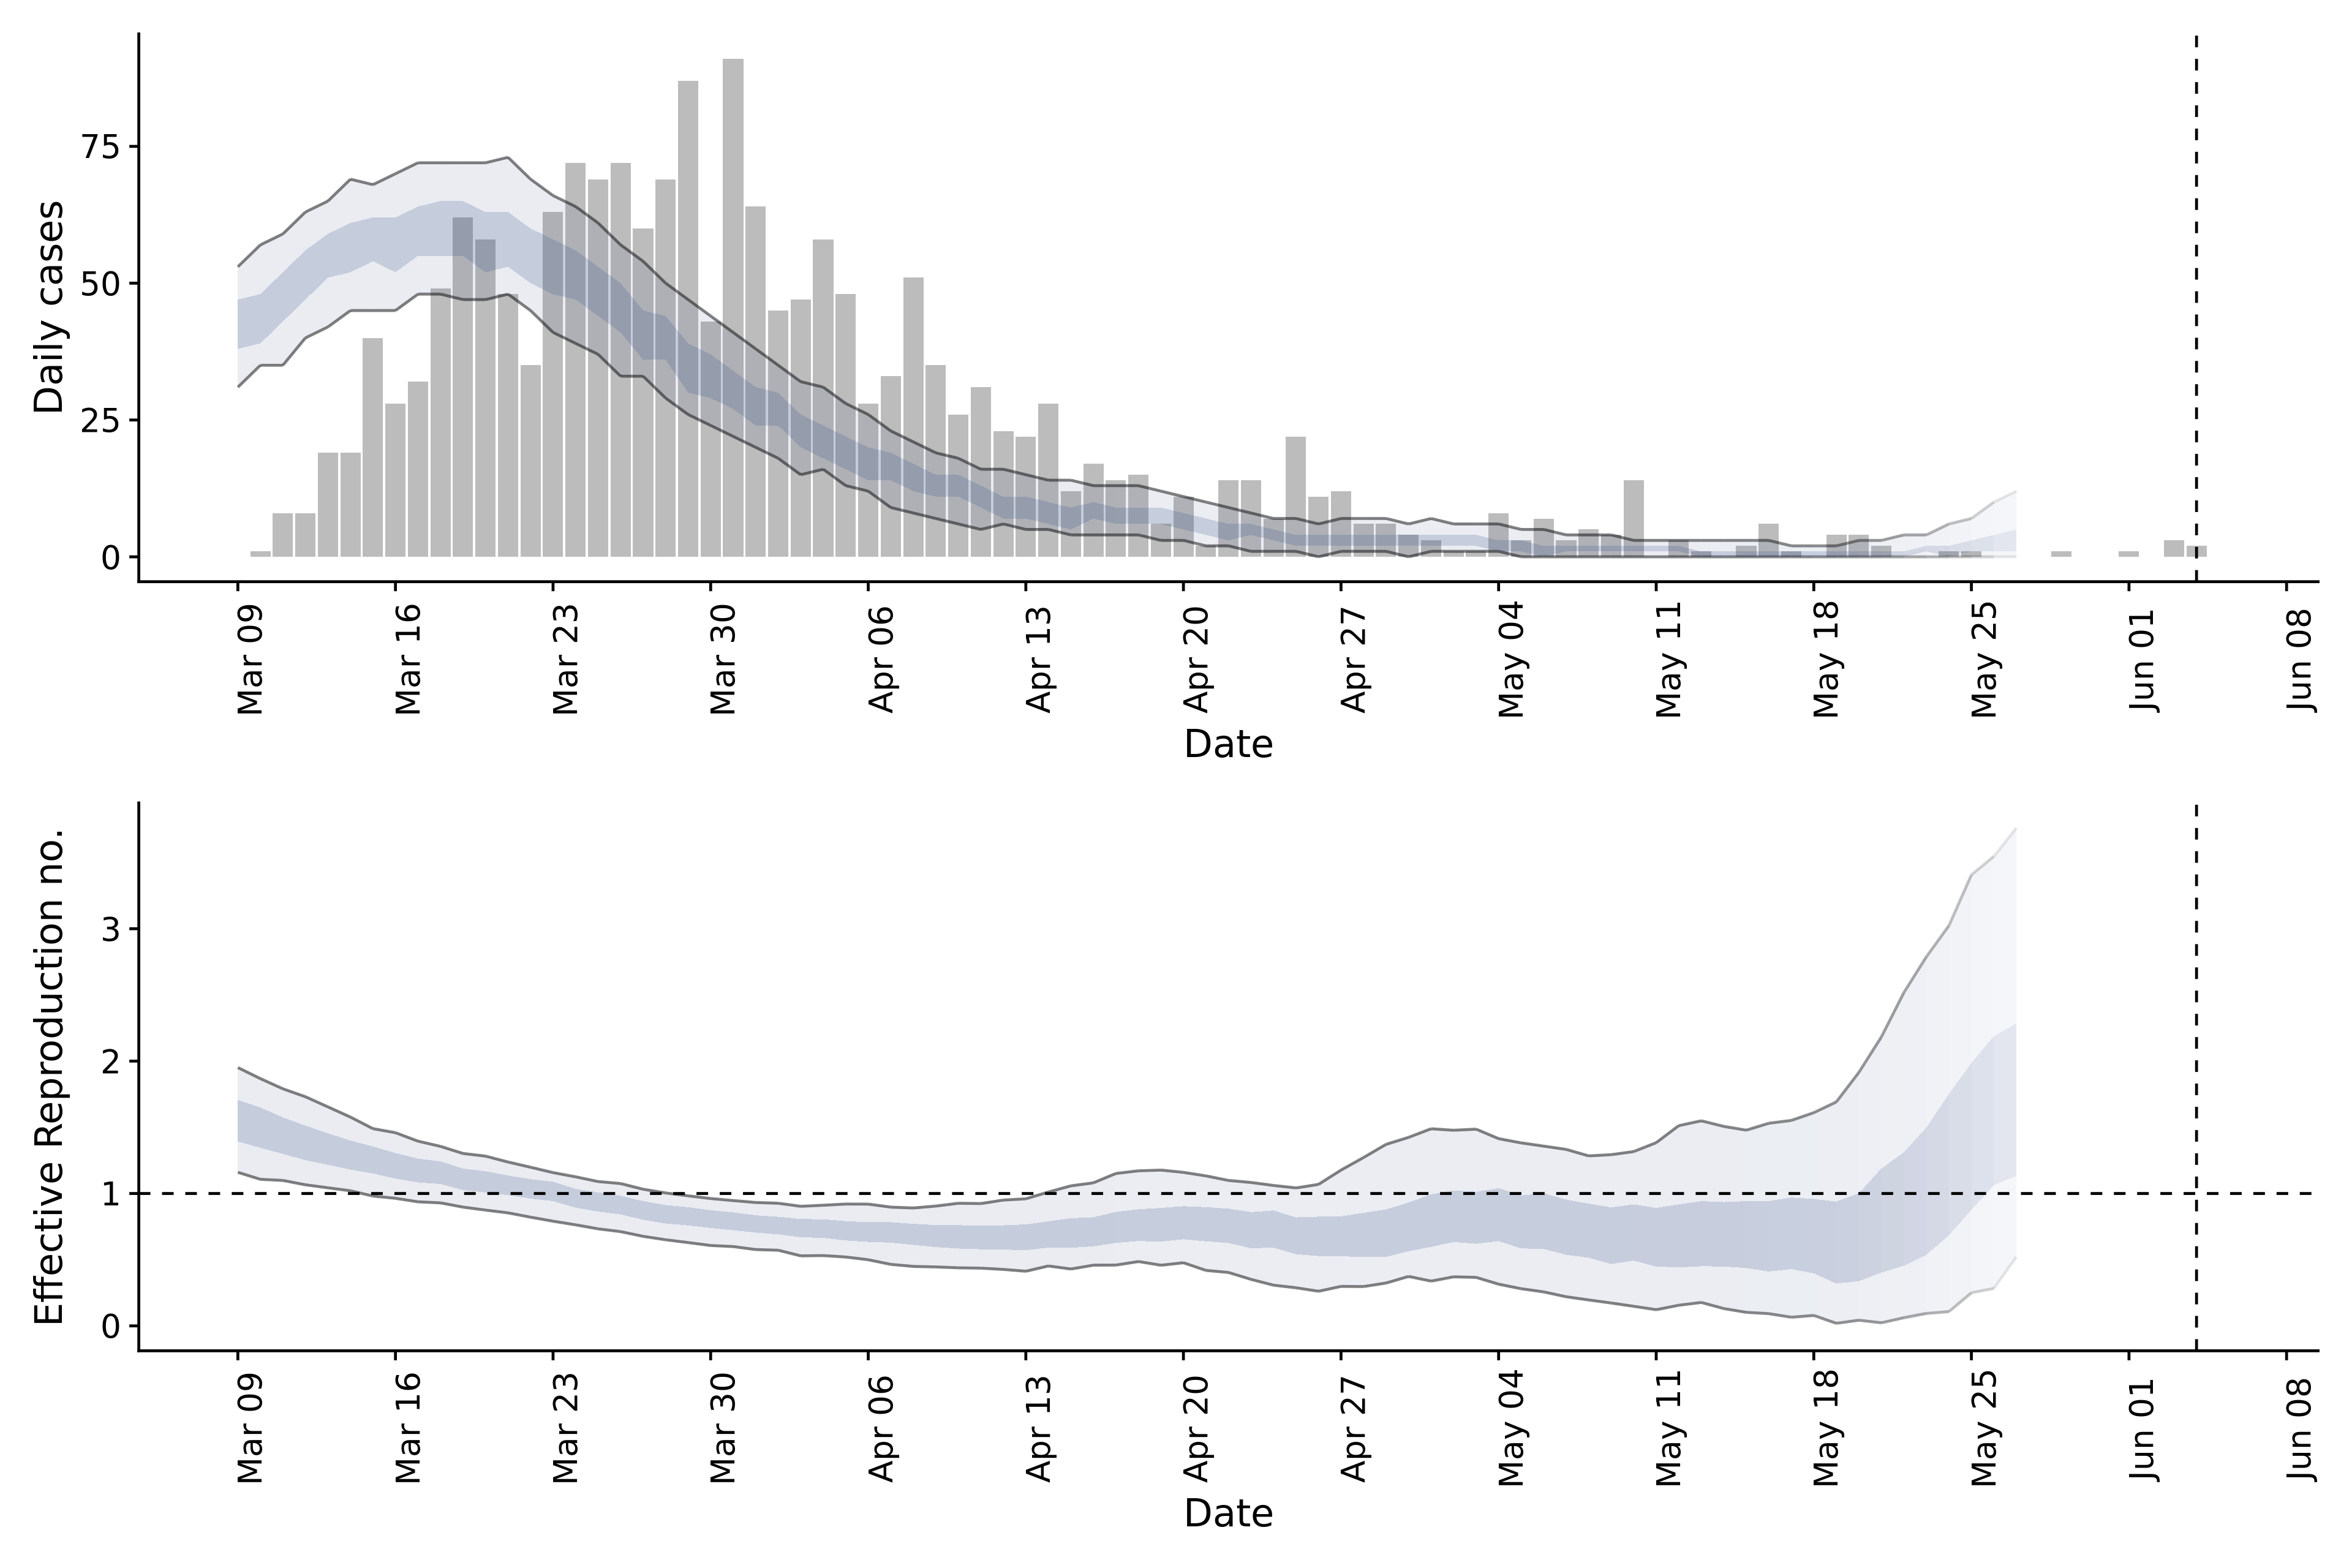 Daily cases
75
50
25
0
Mar 09
Mar 16
Mar 23
Mar 30
Apr 06
Apr 13
Apr 20
Apr 27
May 04
May 11
May 18
May 25
Jun 01
Jun 08
Date
Effective Reproduction no.
3
2
1
0
Mar 09
Mar 16
Mar 23
Mar 30
Apr 06
Apr 13
Apr 20
Apr 27
May 04
May 11
May 18
May 25
Jun 01
Jun 08
Date